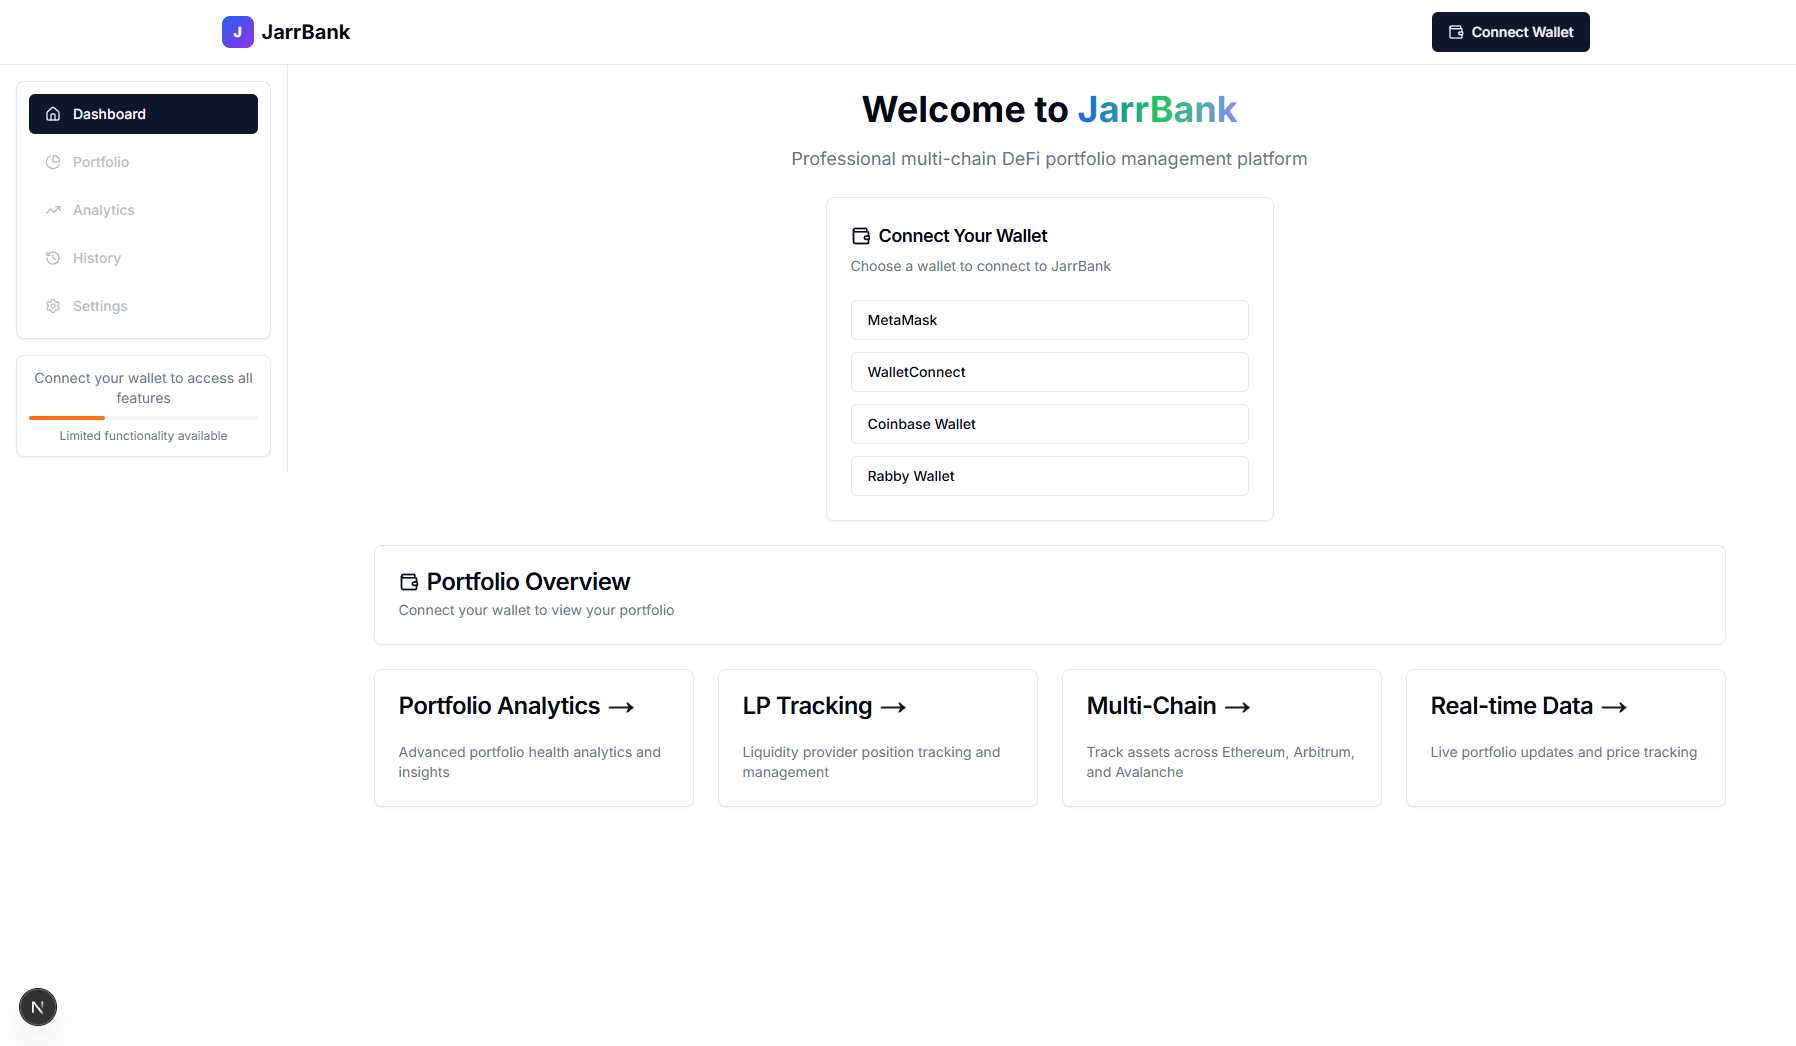 J JarrBank
Connect Wallet
Dashboard
Portfolio
Analytics
History
Settings
Connect your wallet to access all
features
Limited functionality available
Welcome to JarrBank
Professional multi-chain DeFi portfolio management platform
Connect Your Wallet
Choose a wallet to connect to JarrBank
MetaMask
WalletConnect
Coinbase Wallet
Rabby Wallet
Portfolio Overview
Connect your wallet to view your portfolio
Portfolio Analytics →
Advanced portfolio health analytics and
insights
LP Tracking →
Liquidity provider position tracking and
management
Multi-Chain →
Track assets across Ethereum, Arbitrum,
and Avalanche
Real-time Data →
Live portfolio updates and price tracking
N